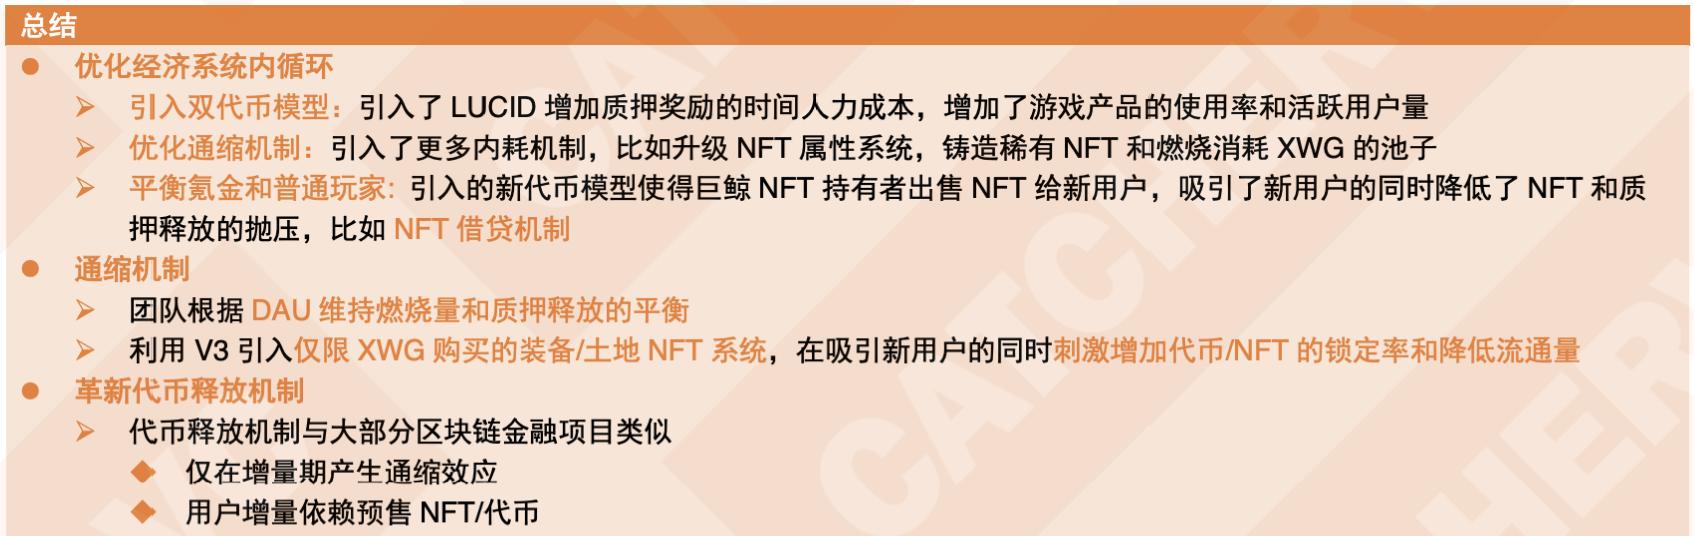 总结
● 优化经济系统内循环
➢ 引入双代币模型：引入了 LUCID 增加质押奖励的时间人力成本，增加了游戏产品的使用率和活跃用户量
➢ 优化通缩机制：引入了更多内耗机制，比如升级 NFT 属性系统，铸造稀有 NFT 和燃烧消耗 XWG 的池子
➢ 平衡氪金和普通玩家: 引入的新代币模型使得巨鲸 NFT 持有者出售 NFT 给新用户，吸引了新用户的同时降低了 NFT 和质
押释放的抛压，比如 NFT 借贷机制
● 通缩机制
➢ 团队根据 DAU 维持燃烧量和质押释放的平衡
➢ 利用 V3 引入仅限 XWG 购买的装备/土地 NFT 系统，在吸引新用户的同时刺激增加代币/NFT 的锁定率和降低流通量
● 革新代币释放机制
➢ 代币释放机制与大部分区块链金融项目类似
◆ 仅在增量期产生通缩效应
◆ 用户增量依赖预售 NFT/代币
CATCHER